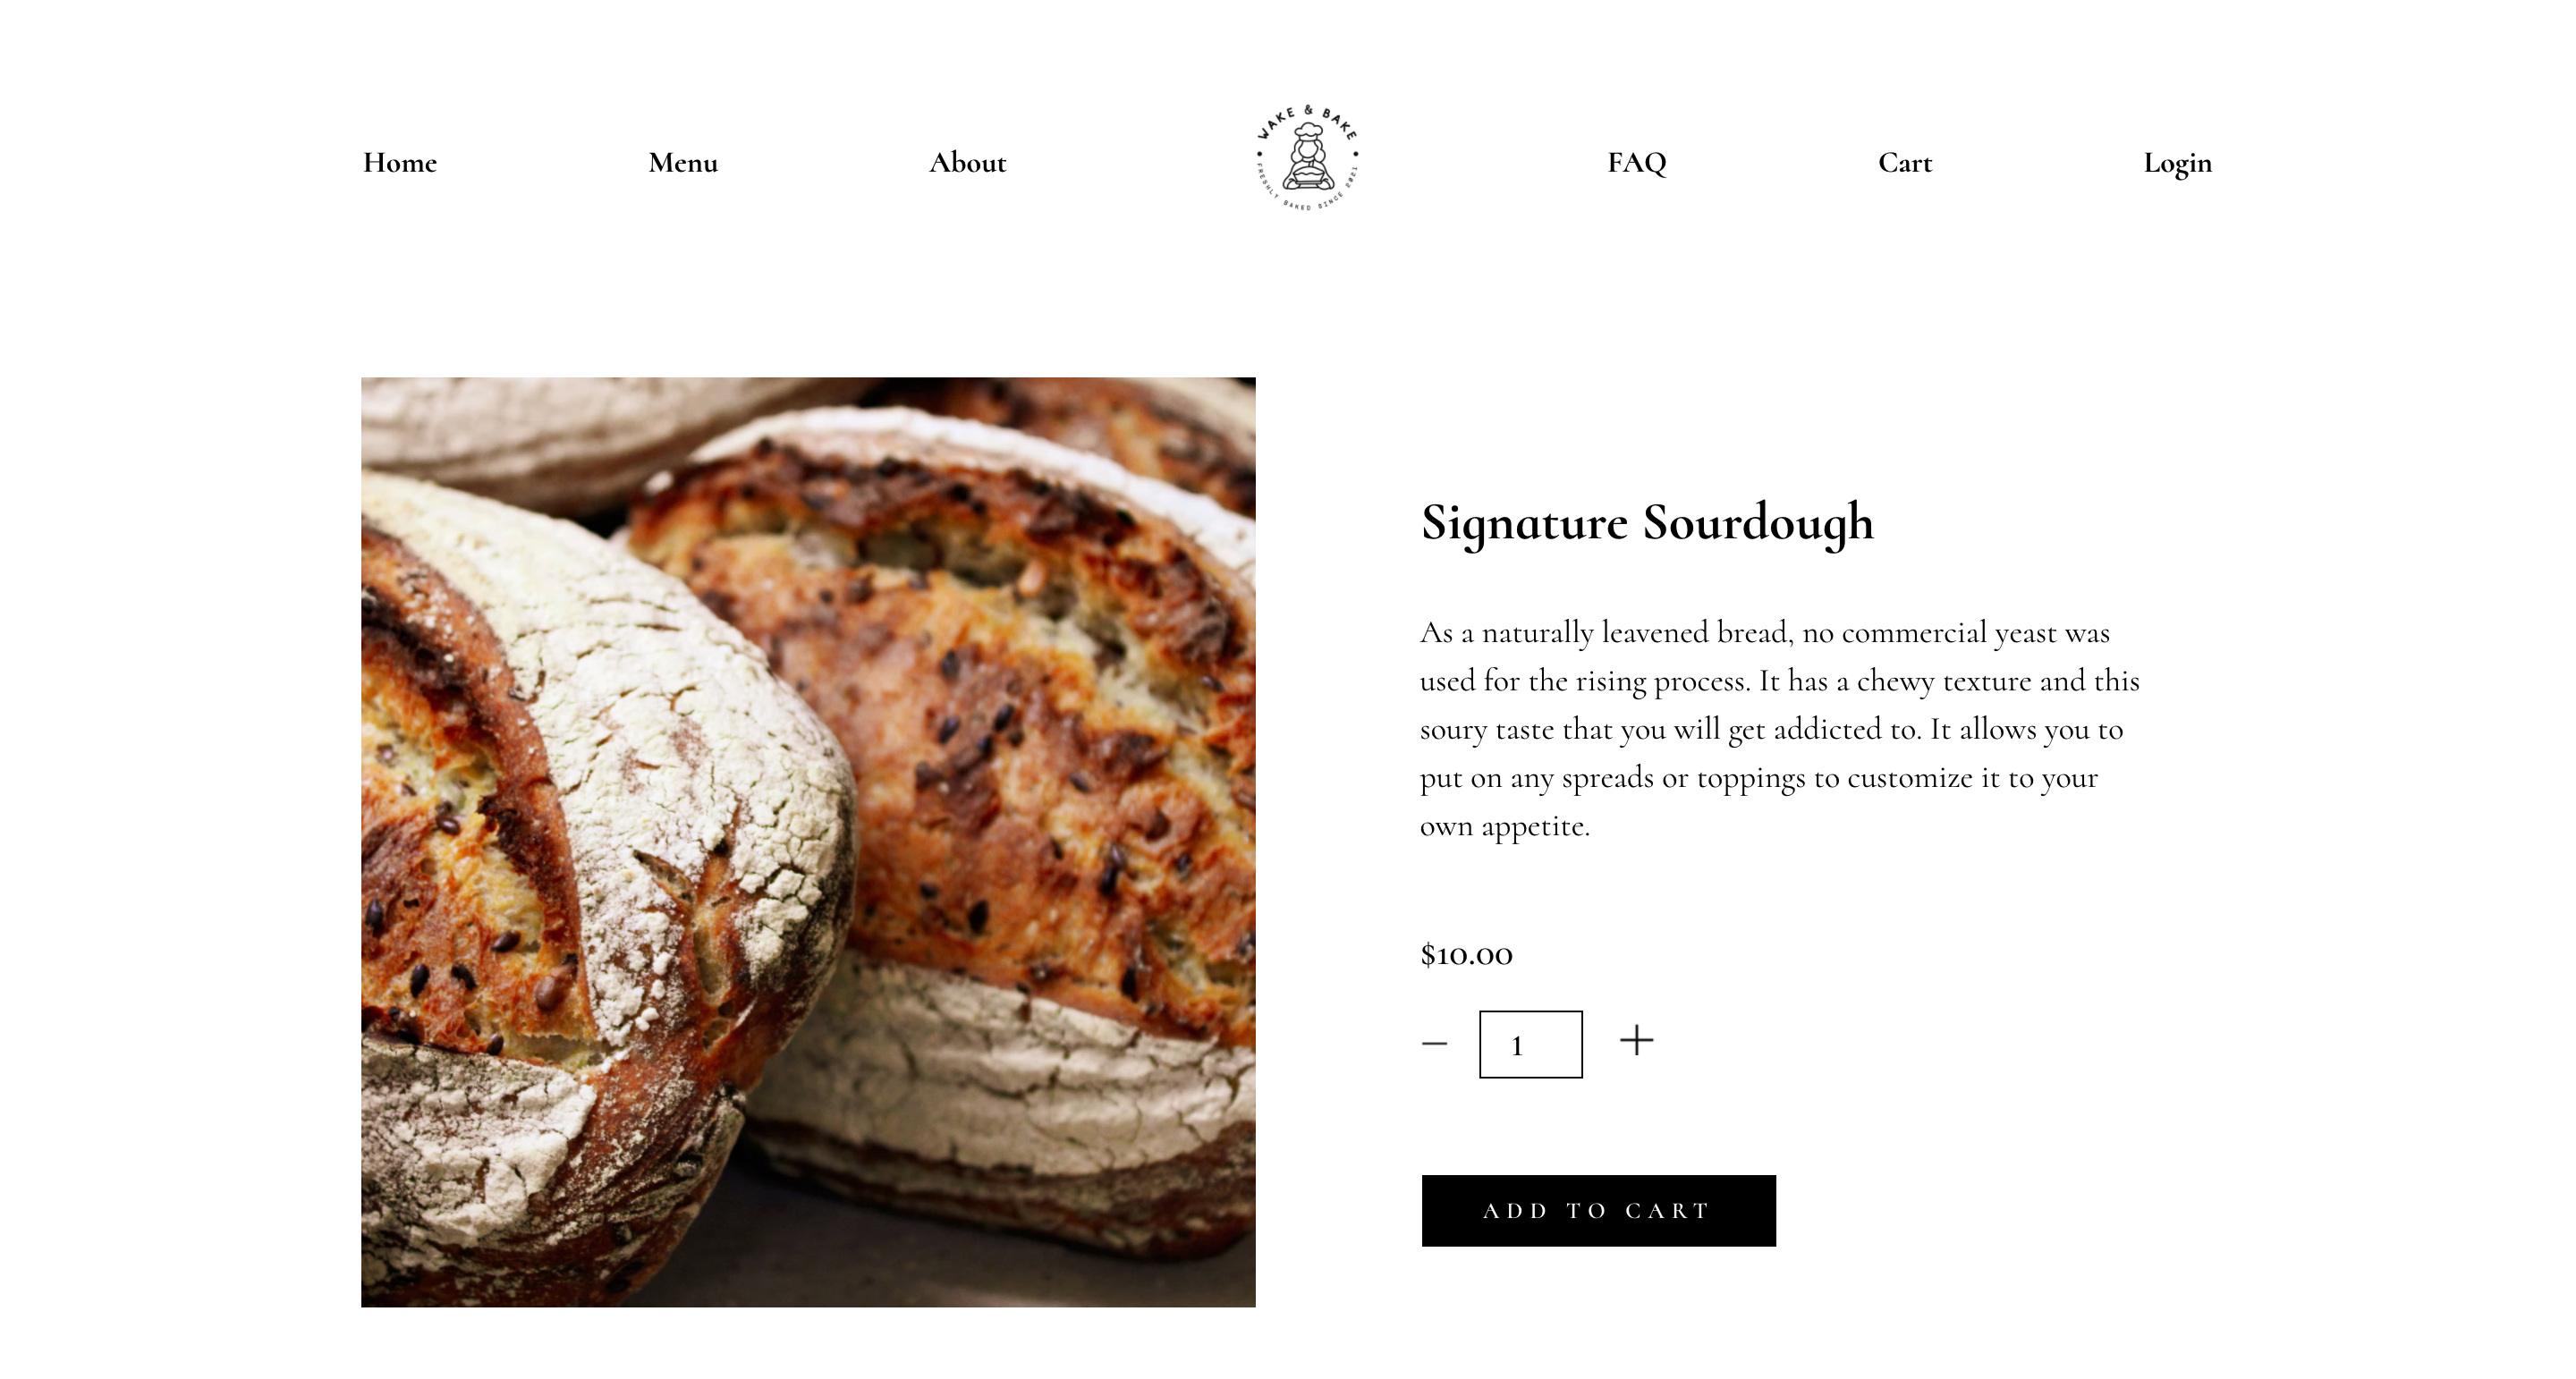 Home Menu About
WAKE & BAKE
FRESHLY BAKED SINCE 2021
FAQ Cart Login
Signature Sourdough
As a naturally leavened bread, no commercial yeast was
used for the rising process. It has a chewy texture and this
soury taste that you will get addicted to. It allows you to
put on any spreads or toppings to customize it to your
own appetite.
$10.00
− 1 +
ADD TO CART